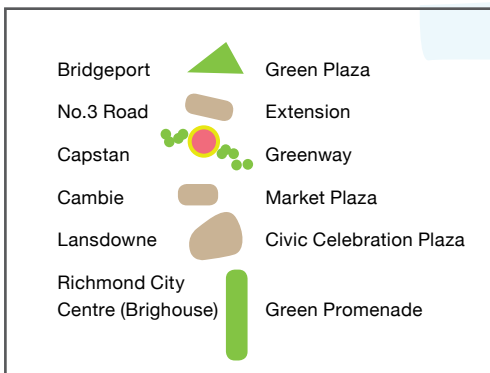 Bridgeport Green Plaza
No.3 Road Extension
Capstan Greenway
Cambie Market Plaza
Lansdowne Civic Celebration Plaza
Richmond City
Centre (Brighouse) Green Promenade